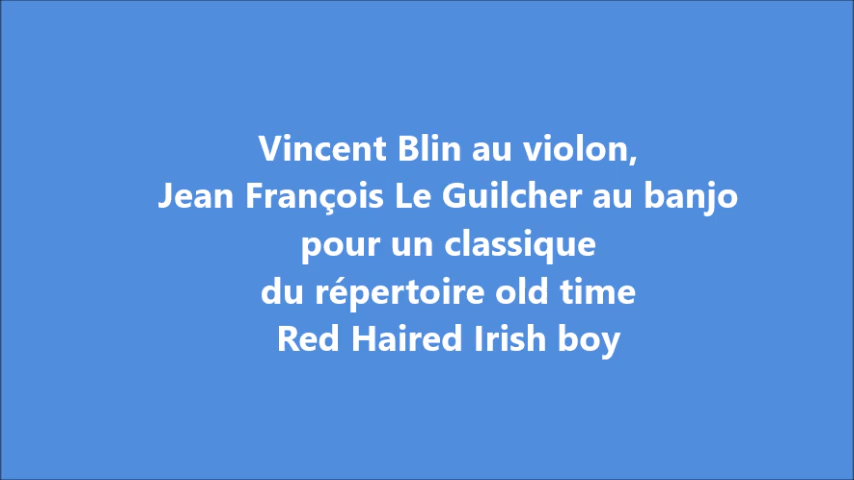 Vincent Blin au violon,
Jean François Le Guilcher au banjo
pour un classique
du répertoire old time
Red Haired Irish boy